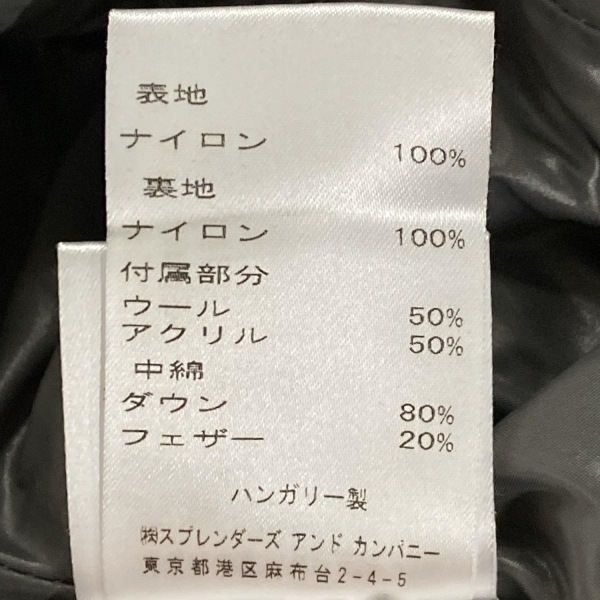 表地
ナイロン 100%
裏地
ナイロン 100%
付属部分
ウール 50%
アクリル 50%
中綿
ダウン 80%
フェザー 20%
ハンガリー製
㈱スプレンダーズ アンド カンパニー
東京都港区麻布台2-4-5